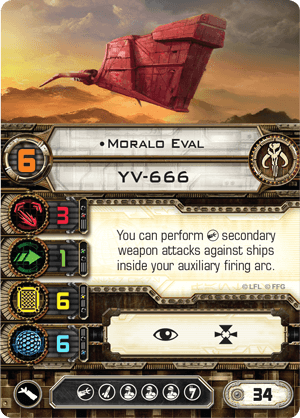 • Moralo Eval
6
YV-666
3
You can perform secondary
weapon attacks against ships
inside your auxiliary firing arc.
1
© LFL © FFG
6
6
34